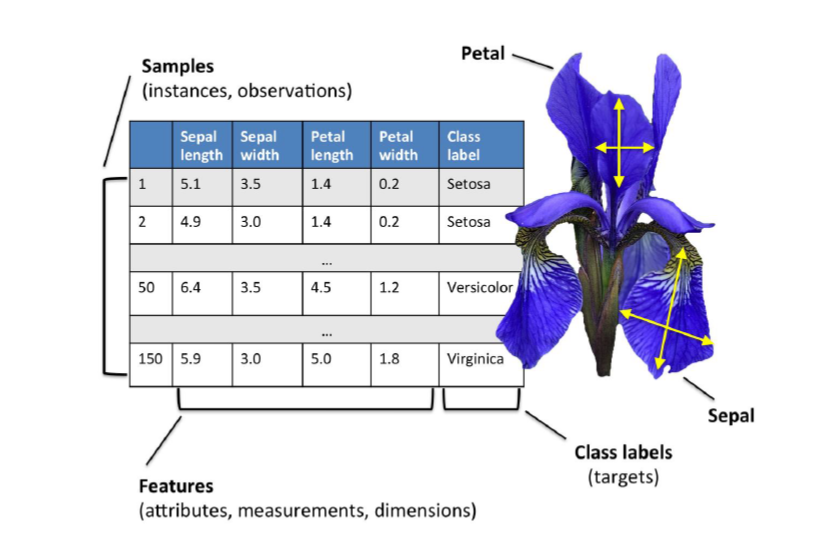 Petal
Samples
(instances, observations)
Sepal length Sepal width Petal length Petal width Class label
1 5.1 3.5 1.4 0.2 Setosa
2 4.9 3.0 1.4 0.2 Setosa
...
50 6.4 3.5 4.5 1.2 Versicolor
...
150 5.9 3.0 5.0 1.8 Virginica
Sepal
Class labels
(targets)
Features
(attributes, measurements, dimensions)